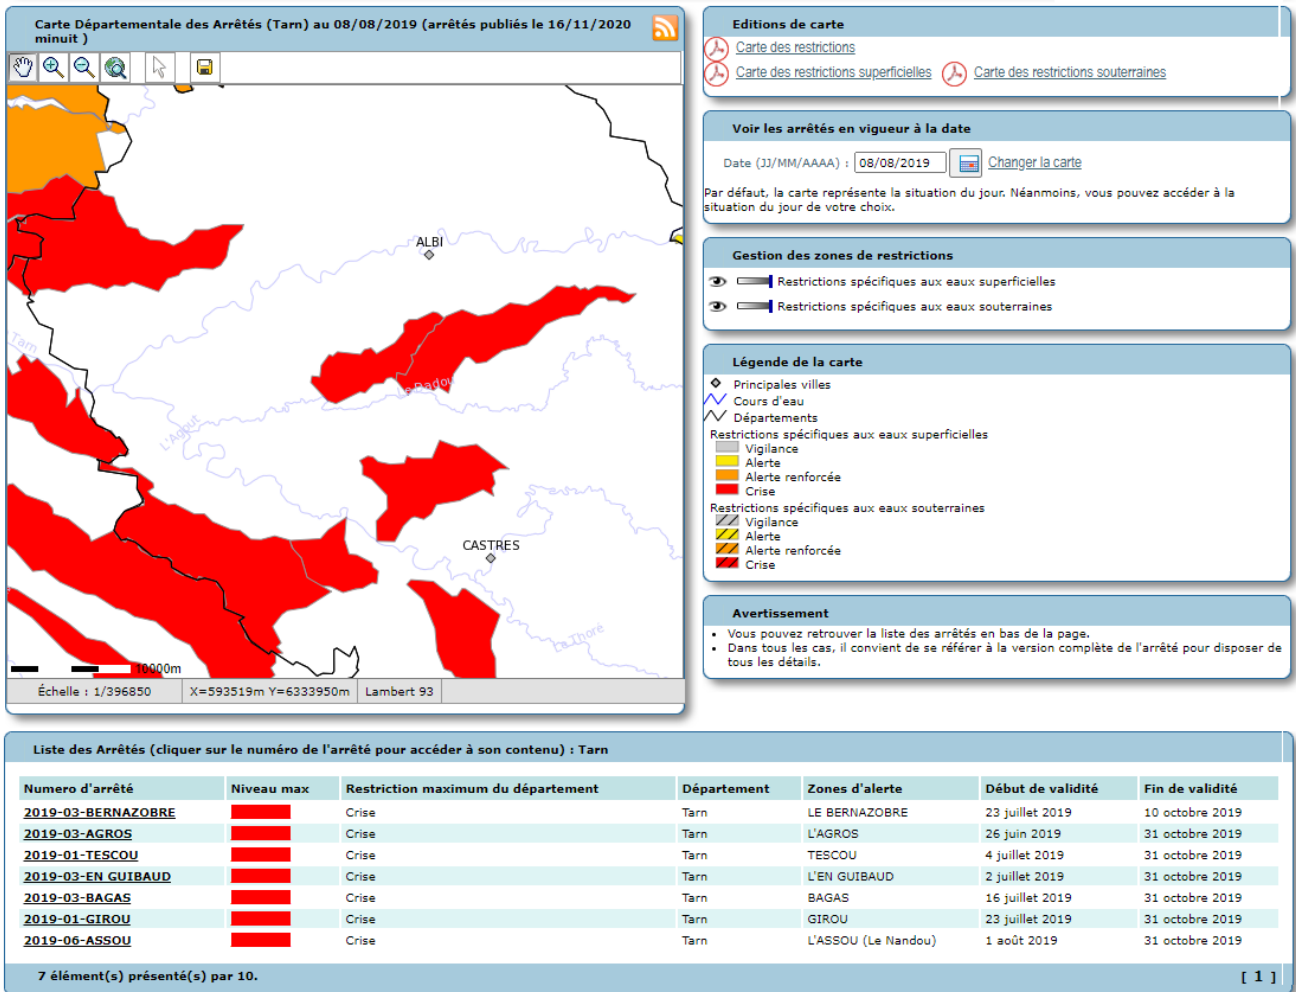 Carte Départementale des Arrêtés (Tarn) au 08/08/2019 (arrêtés publiés le 16/11/2020
minuit )
ALBI
Tarn
Le Dadou
L'Agout
CASTRES
Le Thoré
10000m
Échelle : 1/396850 X=593519m Y=6333950m Lambert 93
Editions de carte
Carte des restrictions
Carte des restrictions superficielles Carte des restrictions souterraines
Voir les arrêtés en vigueur à la date
Date (JJ/MM/AAAA) : 08/08/2019 Changer la carte
Par défaut, la carte représente la situation du jour. Néanmoins, vous pouvez accéder à la
situation du jour de votre choix.
Gestion des zones de restrictions
Restrictions spécifiques aux eaux superficielles
Restrictions spécifiques aux eaux souterraines
Légende de la carte
Principales villes
Cours d'eau
Départements
Restrictions spécifiques aux eaux superficielles
Vigilance
Alerte
Alerte renforcée
Crise
Restrictions spécifiques aux eaux souterraines
Vigilance
Alerte
Alerte renforcée
Crise
Avertissement
• Vous pouvez retrouver la liste des arrêtés en bas de la page.
• Dans tous les cas, il convient de se référer à la version complète de l'arrêté pour disposer de
tous les détails.
Liste des Arrêtés (cliquer sur le numéro de l'arrêté pour accéder à son contenu) : Tarn
Numero d'arrêté Niveau max Restriction maximum du département Département Zones d'alerte Début de validité Fin de validité
2019-03-BERNAZOBRE Crise Tarn LE BERNAZOBRE 23 juillet 2019 10 octobre 2019
2019-03-AGROS Crise Tarn L'AGROS 26 juin 2019 31 octobre 2019
2019-01-TESCOU Crise Tarn TESCOU 4 juillet 2019 31 octobre 2019
2019-03-EN GUIBAUD Crise Tarn L'EN GUIBAUD 2 juillet 2019 31 octobre 2019
2019-03-BAGAS Crise Tarn BAGAS 16 juillet 2019 31 octobre 2019
2019-01-GIROU Crise Tarn GIROU 23 juillet 2019 31 octobre 2019
2019-06-ASSOU Crise Tarn L'ASSOU (Le Nandou) 1 août 2019 31 octobre 2019
7 élément(s) présenté(s) par 10. [ 1 ]